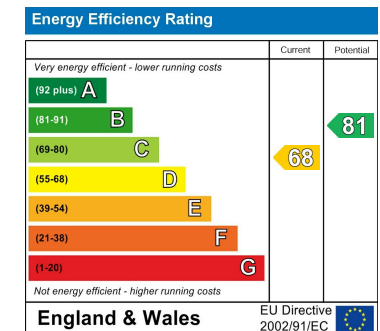 Energy Efficiency Rating
Current Potential
Very energy efficient - lower running costs
(92 plus) A
(81-91) B
81
(69-80) C
68
(55-68) D
(39-54) E
(21-38) F
(1-20) G
Not energy efficient - higher running costs
England & Wales
EU Directive
2002/91/EC